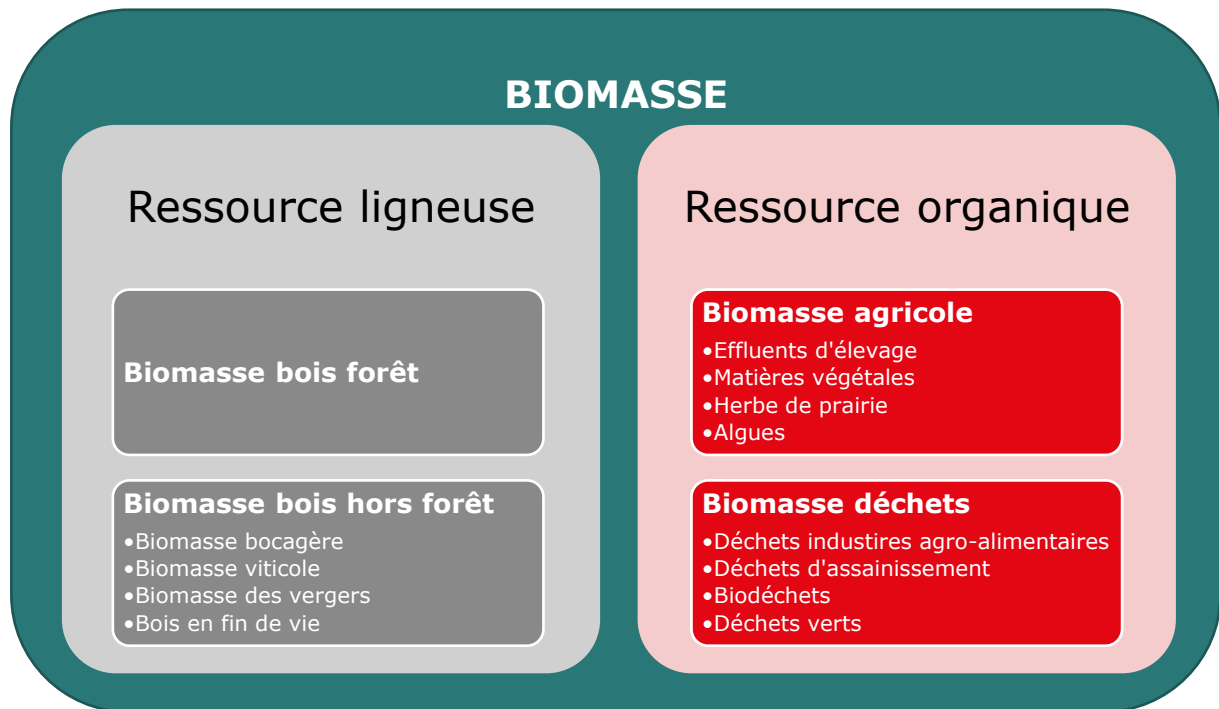 BIOMASSE
Ressource ligneuse
Biomasse bois forêt
Biomasse bois hors forêt
•Biomasse bocagère
•Biomasse viticole
•Biomasse des vergers
•Bois en fin de vie
Ressource organique
Biomasse agricole
•Effluents d'élevage
•Matières végétales
•Herbe de prairie
•Algues
Biomasse déchets
•Déchets industires agro-alimentaires
•Déchets d'assainissement
•Biodéchets
•Déchets verts